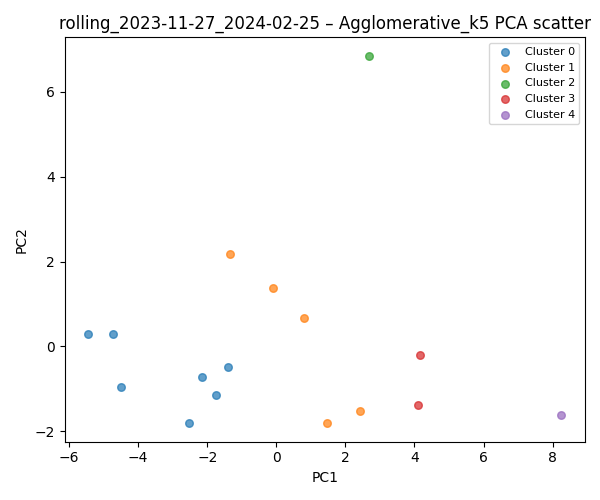 rolling_2023-11-27_2024-02-25 – Agglomerative_k5 PCA scatter
Cluster 0
Cluster 1
Cluster 2
Cluster 3
Cluster 4
PC2
6
4
2
0
−2
−6 −4 −2 0 2 4 6 8
PC1